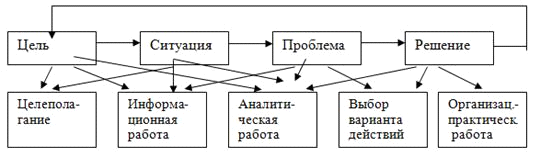 Цель
Ситуация
Проблема
Решение
Целепола-
гание
Информа-
ционная
работа
Аналити-
ческая
работа
Выбор
варианта
действий
Организац.-
практическ.
работа